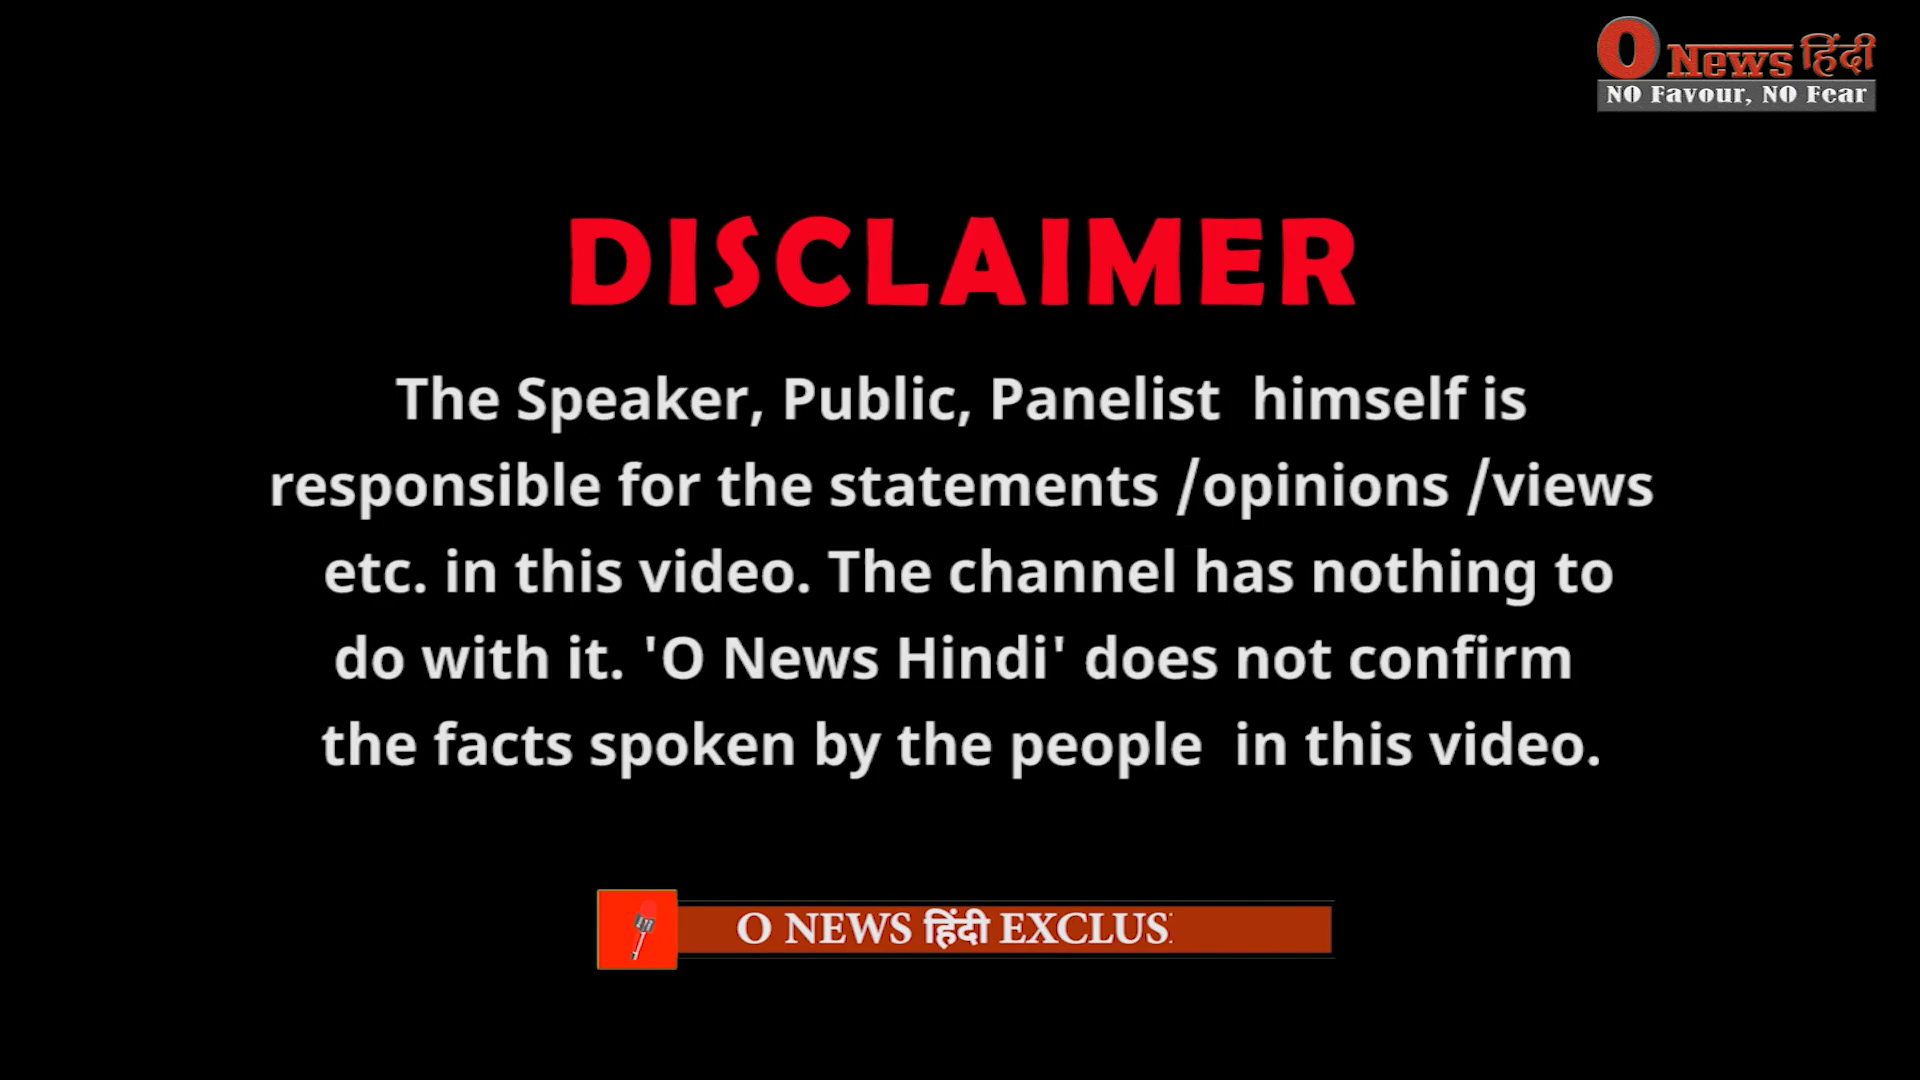 O News हिंदी
NO Favour, NO Fear
DISCLAIMER
The Speaker, Public, Panelist himself is
responsible for the statements /opinions /views
etc. in this video. The channel has nothing to
do with it. 'O News Hindi' does not confirm
the facts spoken by the people in this video.
O NEWS हिंदी EXCLUS